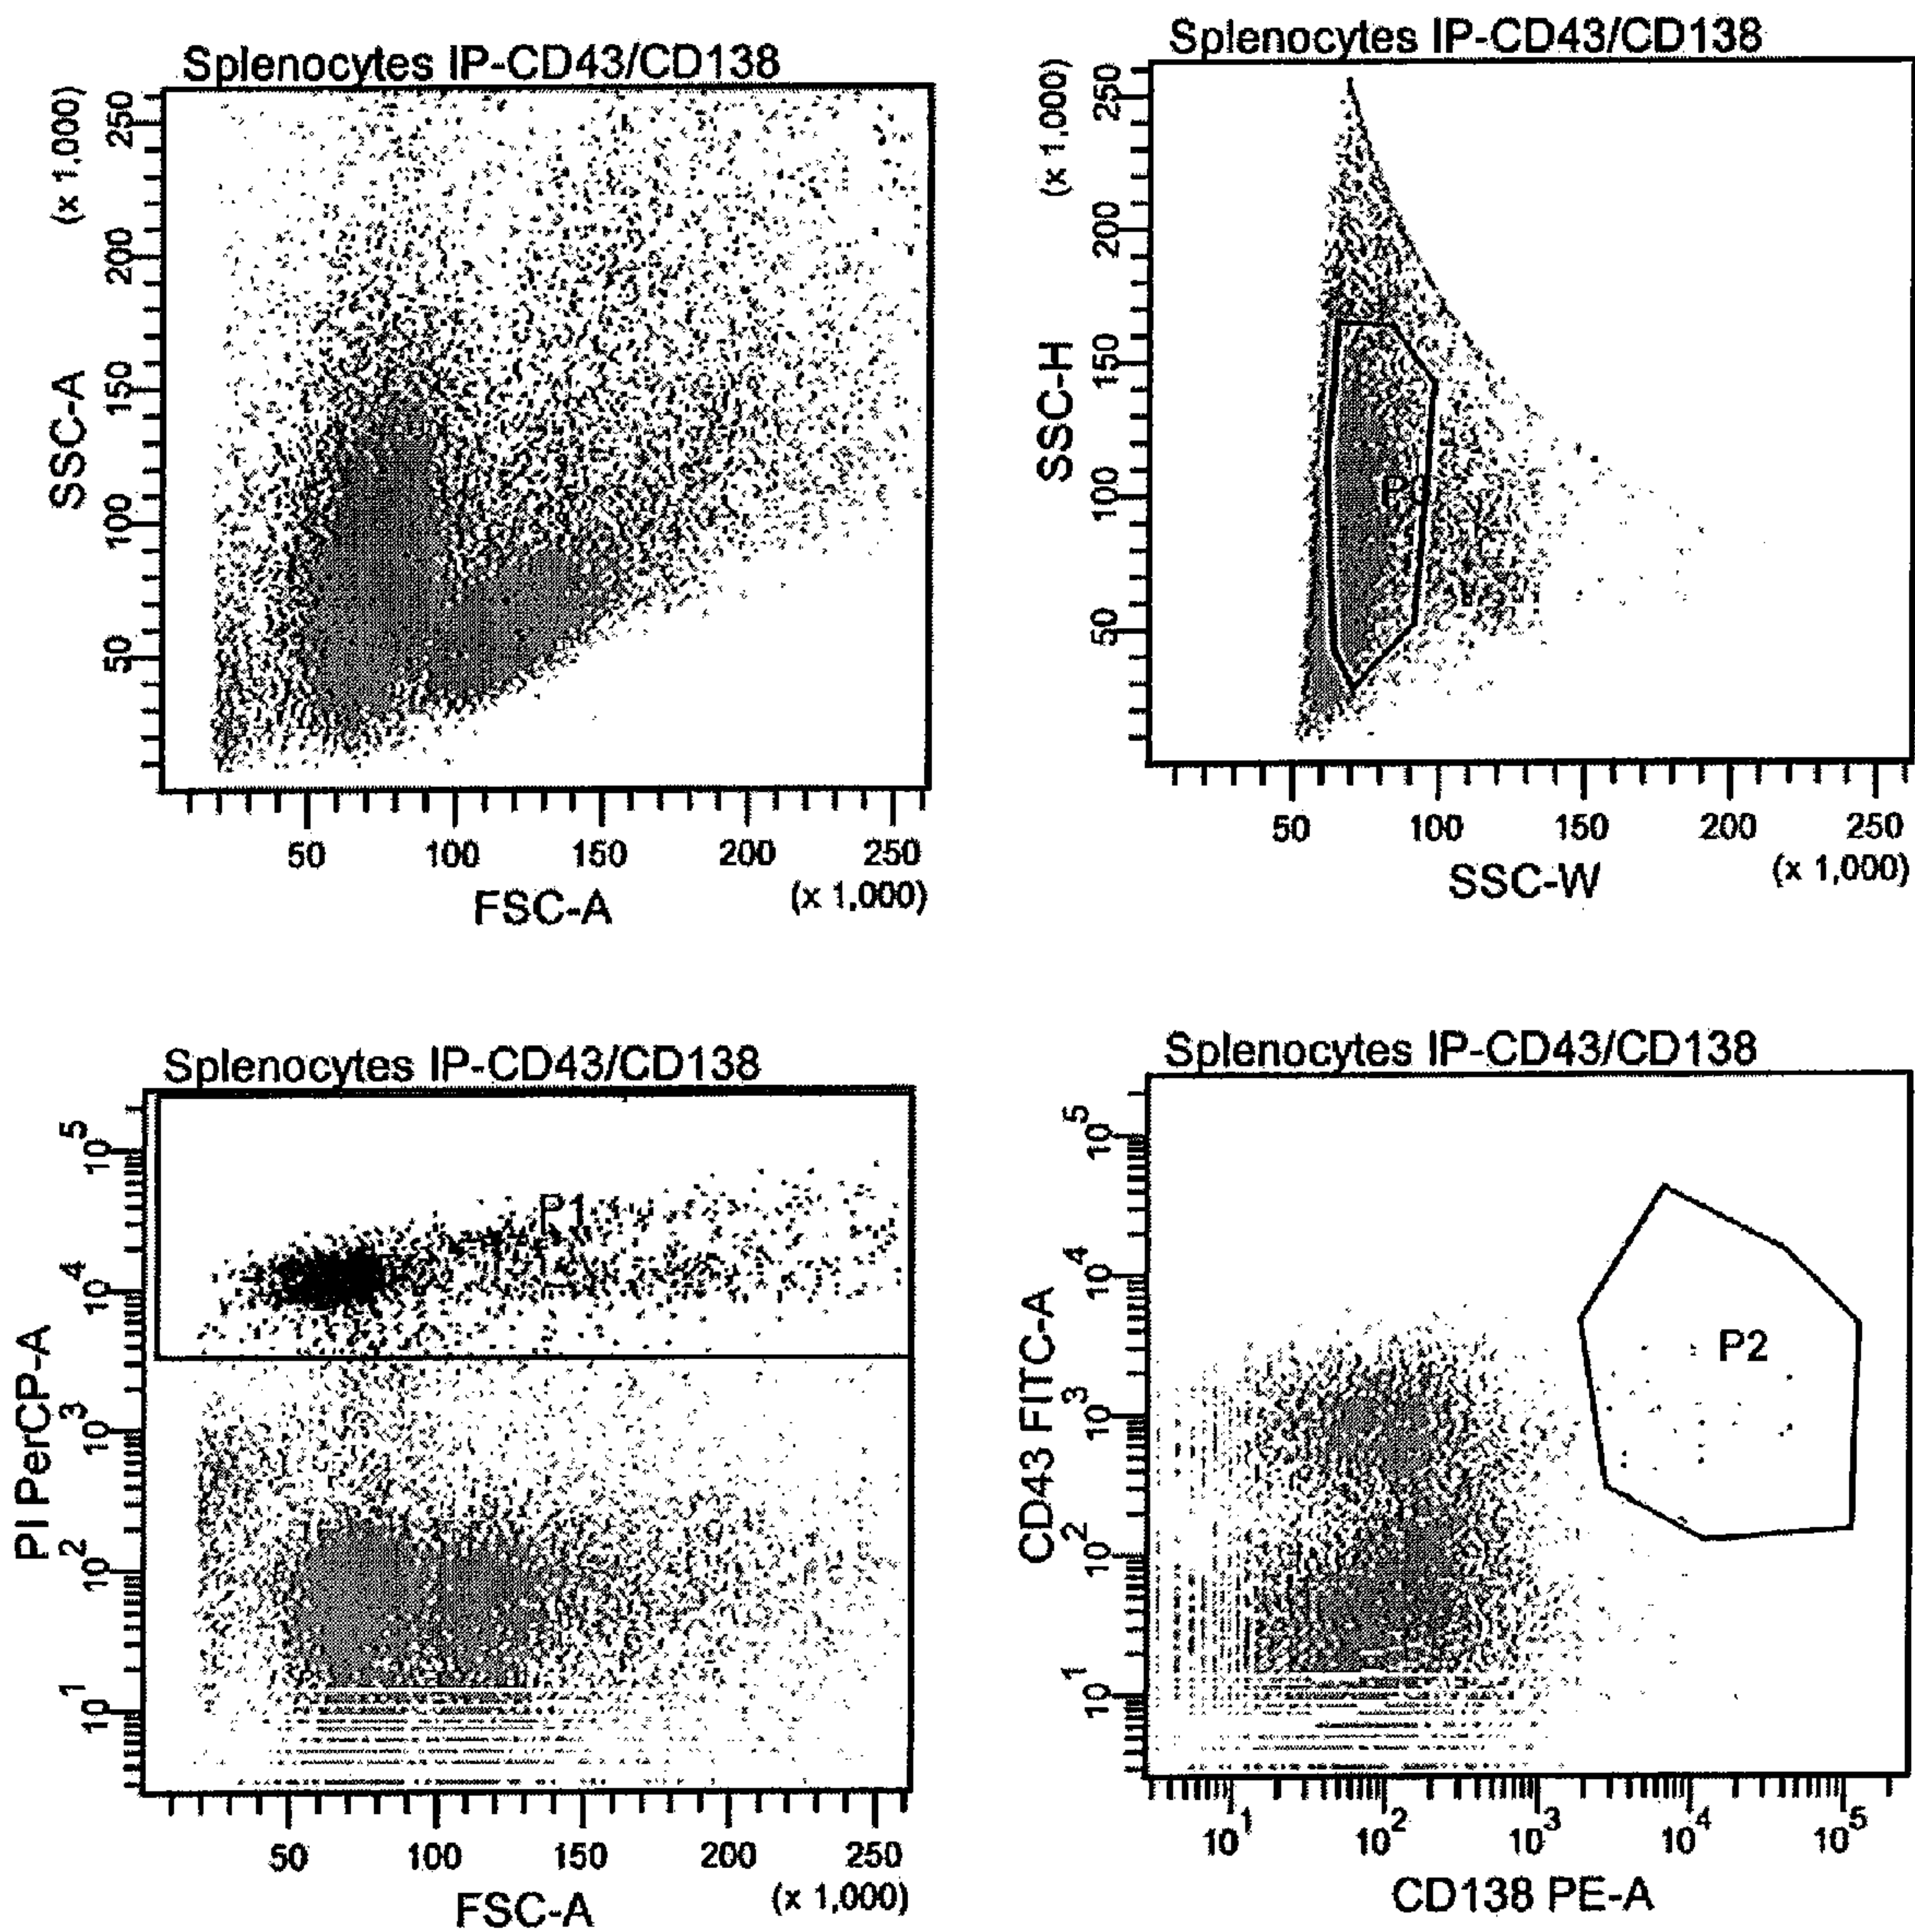 Splenocytes IP-CD43/CD138
(x 1,000)
SSC-A
250
200
150
100
50
50 100 150 200 250
FSC-A (x 1,000)
Splenocytes IP-CD43/CD138
(x 1,000)
SSC-H
250
200
150
100
50
50 100 150 200 250
SSC-W (x 1,000)
Splenocytes IP-CD43/CD138
PI PerCP-A
10^5
10^4
10^3
10^2
10^1
P1
50 100 150 200 250
FSC-A (x 1,000)
Splenocytes IP-CD43/CD138
CD43 FITC-A
10^5
10^4
10^3
10^2
10^1
P2
10^1 10^2 10^3 10^4 10^5
CD138 PE-A